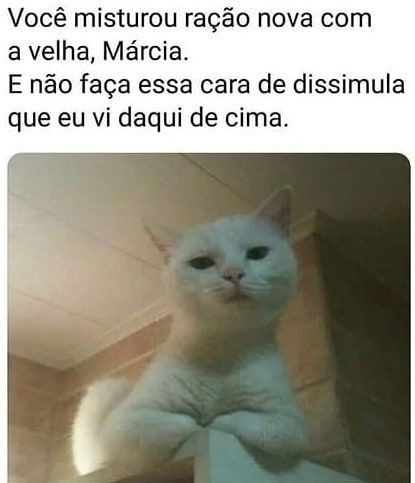 Você misturou ração nova com
a velha, Márcia.
E não faça essa cara de dissimula
que eu vi daqui de cima.